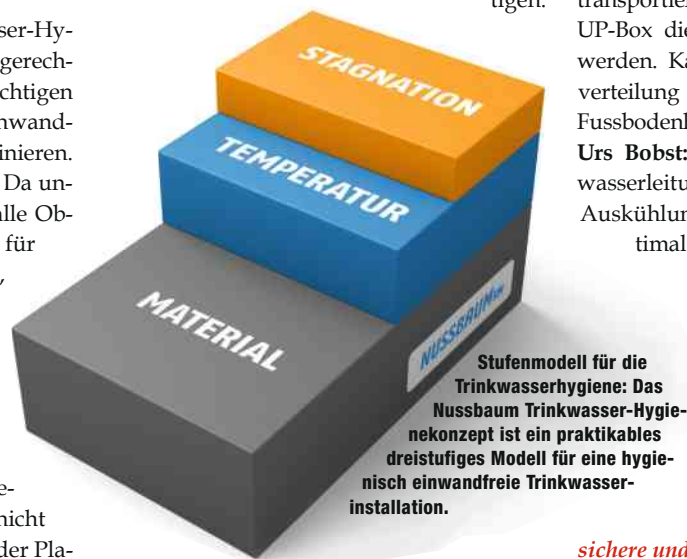 ser-Hy-
gerech-
chtigen
nwand-
inieren.
Da un-
alle Ob-
für
e-
nicht
der Pla-
STAGNATION
TEMPERATUR
MATERIAL
NUSSBAUM
Stufenmodell für die
Trinkwasserhygiene: Das
Nussbaum Trinkwasser-Hygie-
nekonzept ist ein praktikables
dreistufiges Modell für eine hygie-
nisch einwandfreie Trinkwasser-
installation.
tigen.
transportier
UP-Box die
werden. Ka
verteilung
Fussbodenl
Urs Bobst:
wasserleitu
Auskühlun
timal
sichere und